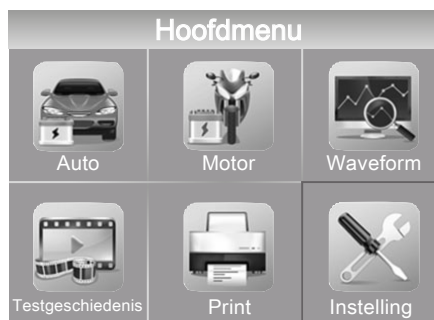 Hoofdmenu
Auto
Motor
Waveform
Testgeschiedenis
Print
Instelling